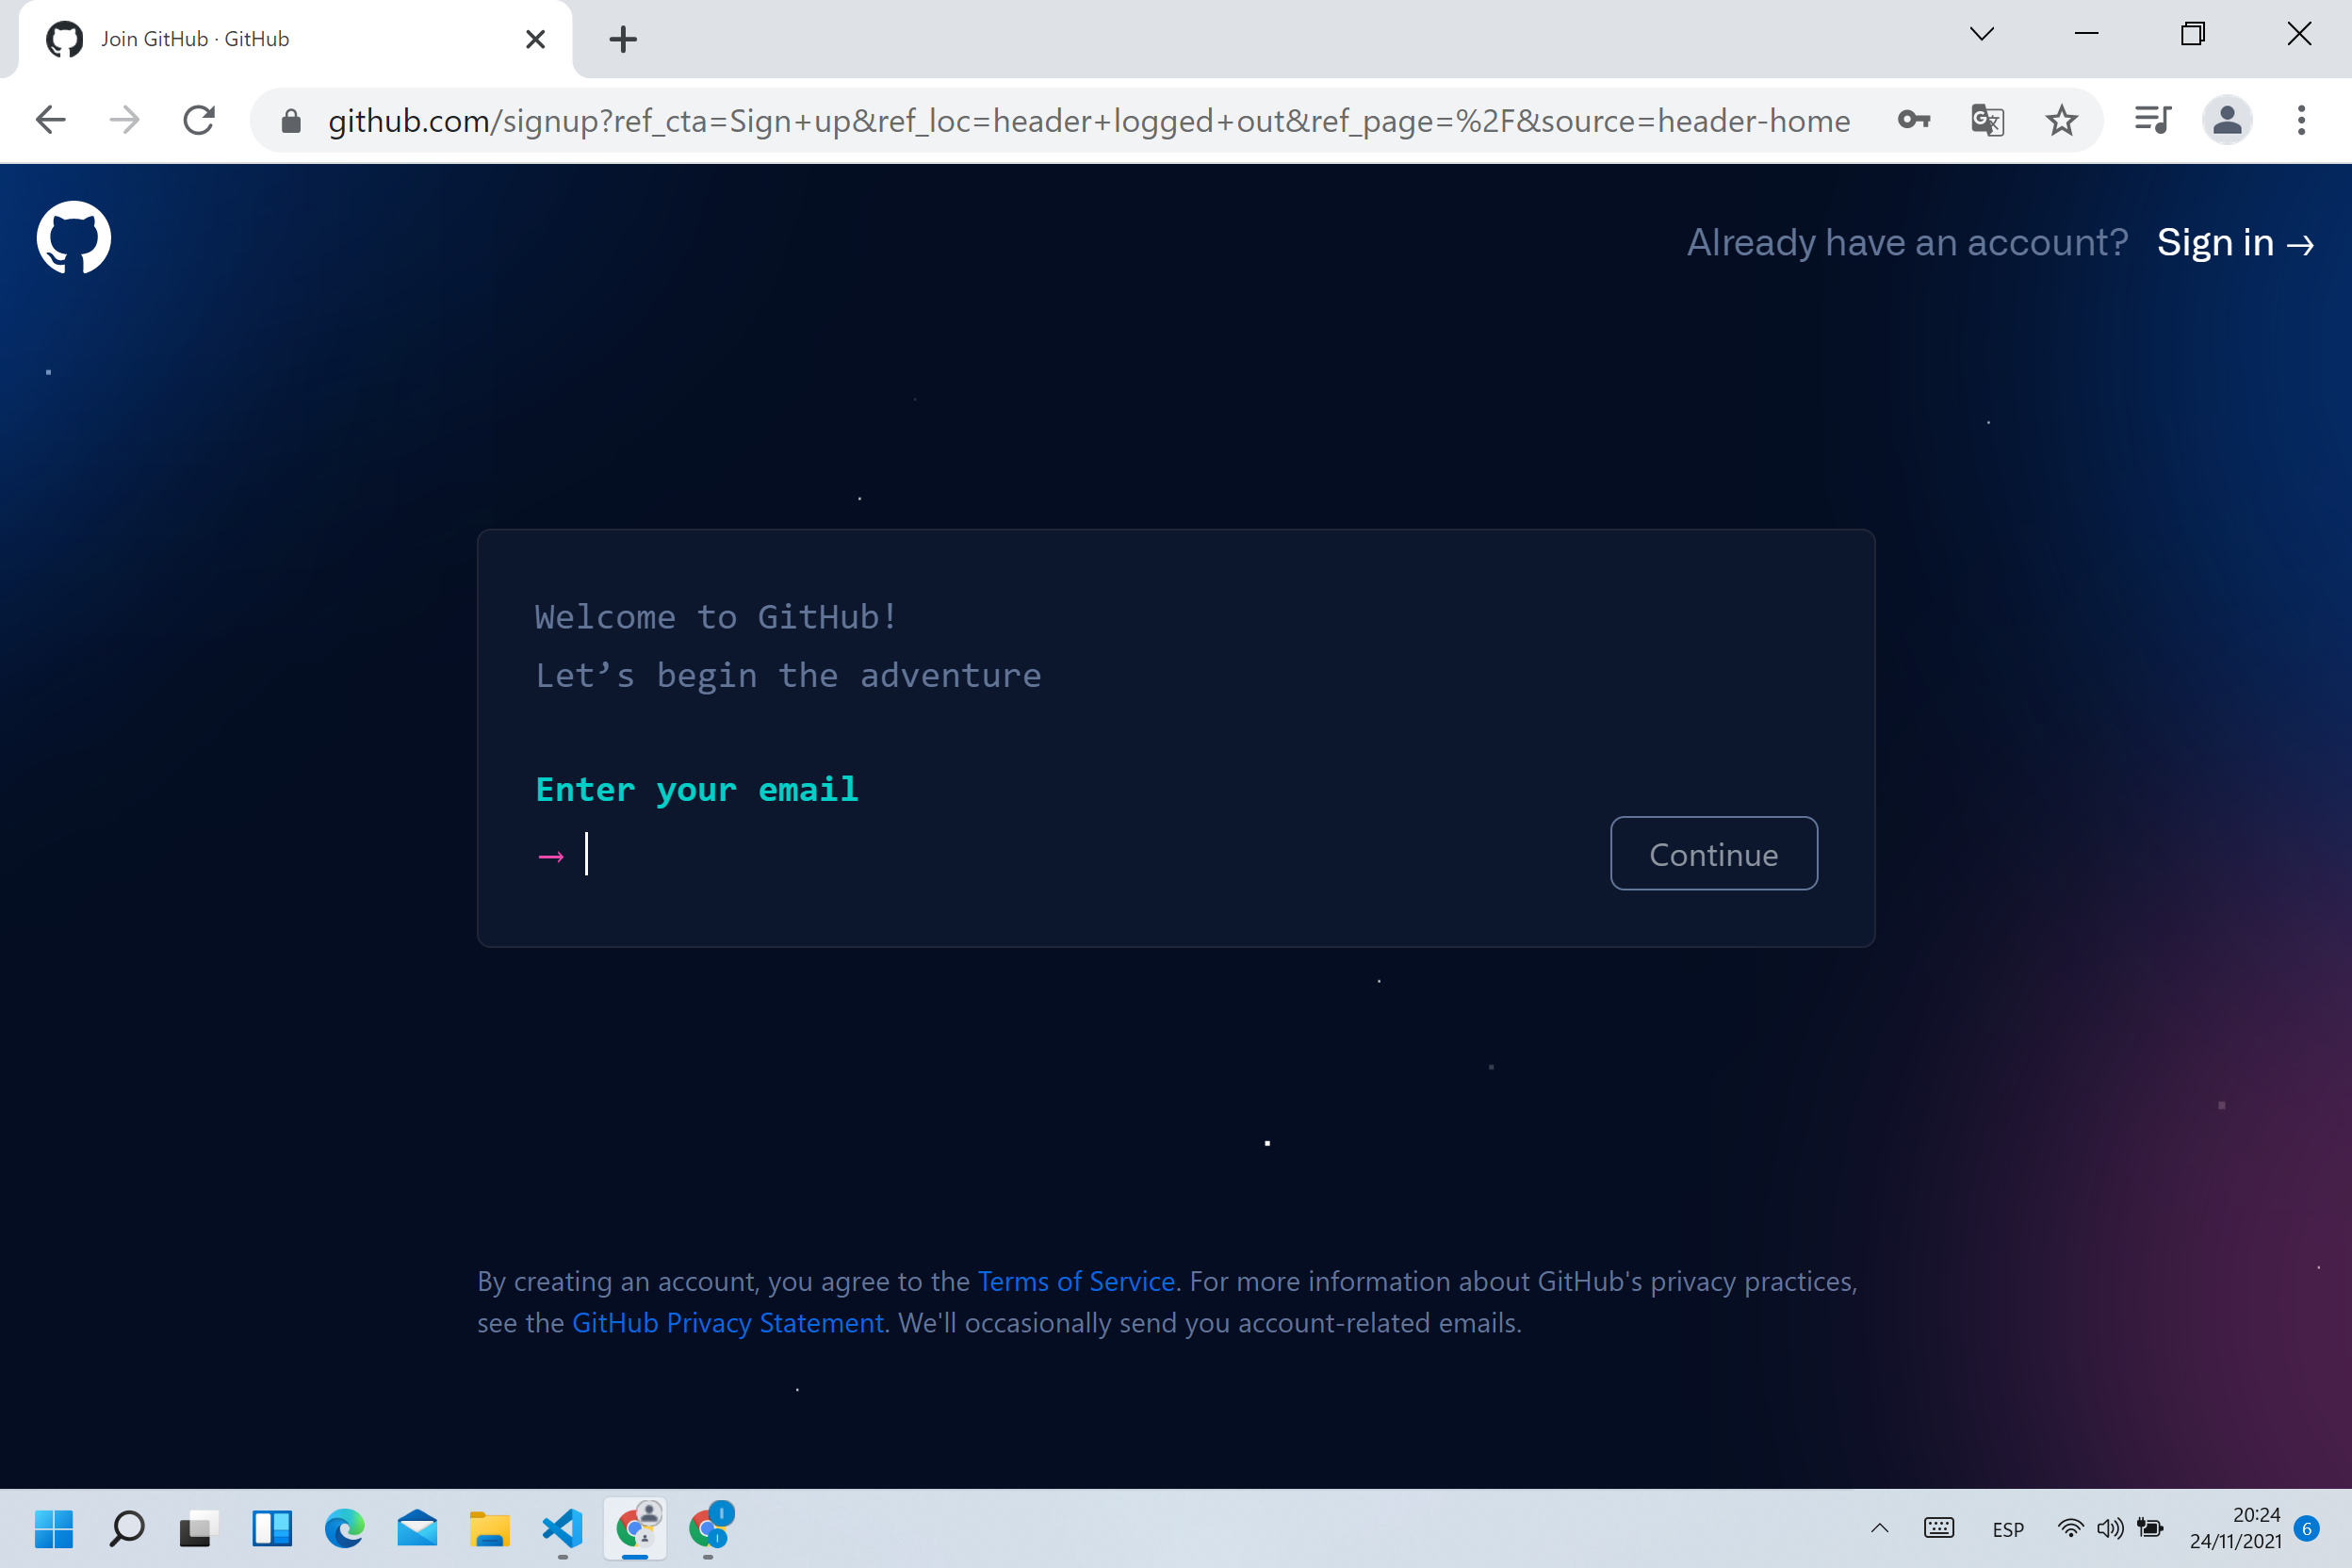 Join GitHub · GitHub
github.com/signup?ref_cta=Sign+up&ref_loc=header+logged+out&ref_page=%2F&source=header-home
Already have an account? Sign in →
Welcome to GitHub!
Let’s begin the adventure
Enter your email
→
Continue
By creating an account, you agree to the Terms of Service. For more information about GitHub's privacy practices,
see the GitHub Privacy Statement. We'll occasionally send you account-related emails.
ESP
20:24
24/11/2021
6